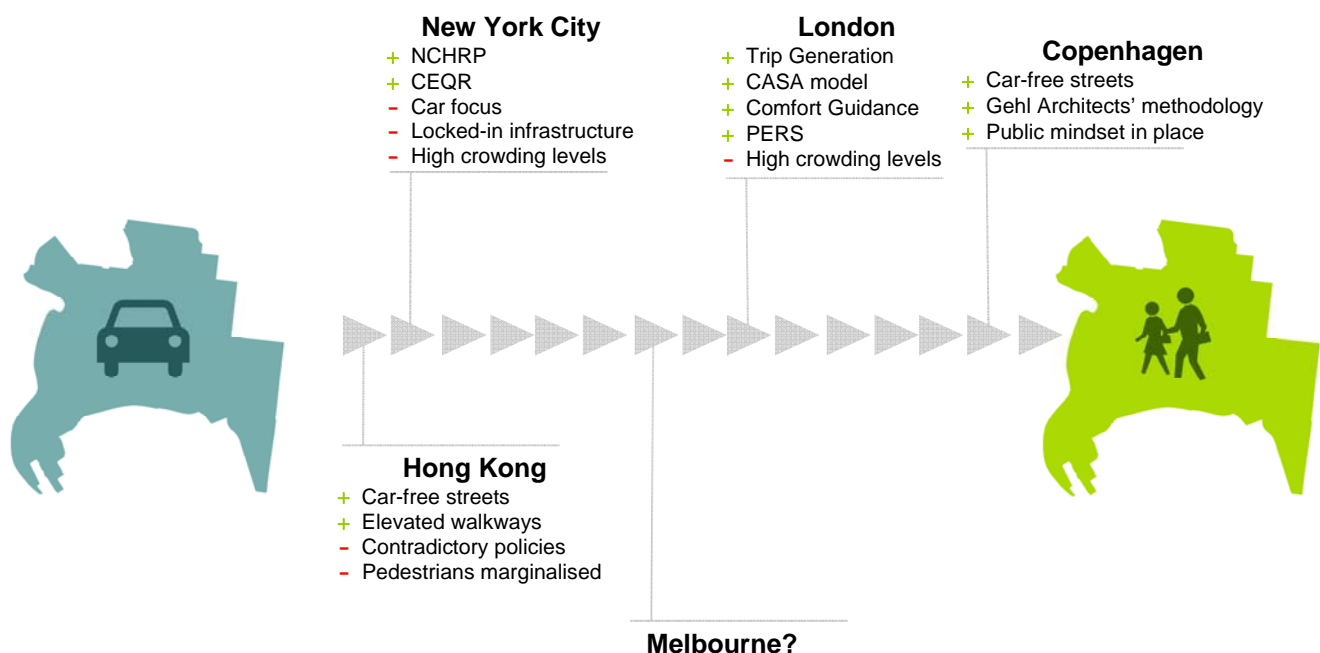 New York City
+ NCHRP
+ CEQR
- Car focus
- Locked-in infrastructure
- High crowding levels
London
+ Trip Generation
+ CASA model
+ Comfort Guidance
+ PERS
- High crowding levels
Copenhagen
+ Car-free streets
+ Gehl Architects’ methodology
+ Public mindset in place
Hong Kong
+ Car-free streets
+ Elevated walkways
- Contradictory policies
- Pedestrians marginalised
Melbourne?